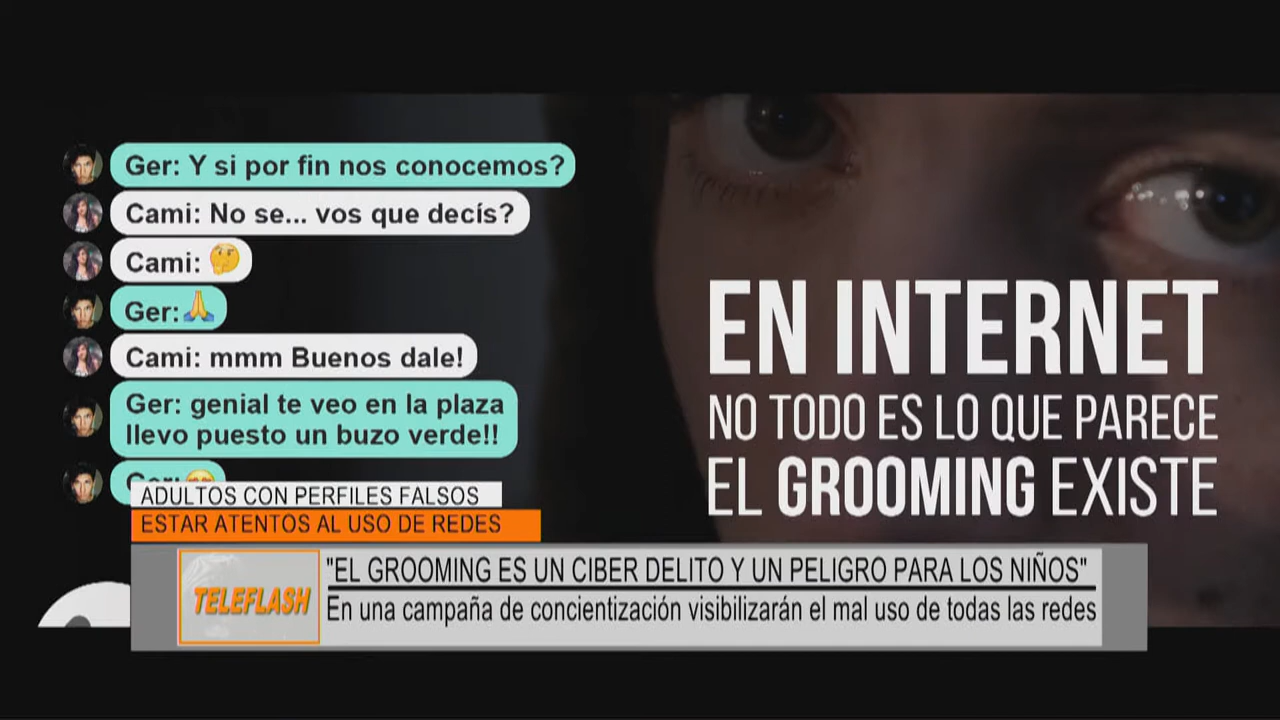 Ger: Y si por fin nos conocemos?
Cami: No se... vos que decís?
Cami: 🤔
Ger: 🙏
Cami: mmm Buenos dale!
Ger: genial te veo en la plaza
llevo puesto un buzo verde!!
EN INTERNET
NO TODO ES LO QUE PARECE
EL GROOMING EXISTE
ADULTOS CON PERFILES FALSOS
ESTAR ATENTOS AL USO DE REDES
TELEFLASH
"EL GROOMING ES UN CIBER DELITO Y UN PELIGRO PARA LOS NIÑOS"
En una campaña de concientización visibilizarán el mal uso de todas las redes